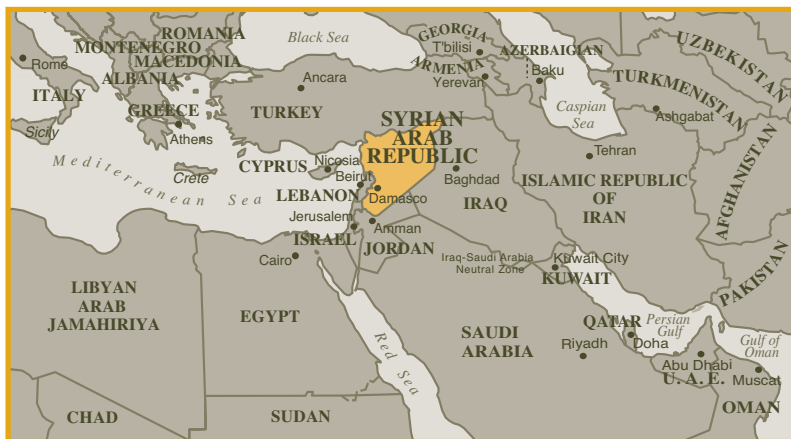 ROMANIA
Black Sea
GEORGIA
T'bilisi
UZBEKISTAN
MONTENEGRO
MACEDONIA
AZERBAIGIAN
Rome
ALBANIA
Ancara
ARMENIA
Baku
Yerevan
TURKMENISTAN
ITALY
GREECE
TURKEY
SYRIAN
ARAB
REPUBLIC
Caspian
Sea
Ashgabat
Sicily
Athens
Tehran
Mediterranean Sea
Crete
CYPRUS
Nicosia
Beirut
LEBANON
Damasco
Baghdad
IRAQ
ISLAMIC REPUBLIC
OF
IRAN
AFGHANISTAN
Jerusalem
ISRAEL
Amman
JORDAN
Cairo
Iraq-Saudi Arabia
Neutral Zone
Kuwait City
KUWAIT
PAKISTAN
LIBYAN
ARAB
JAMAHIRIYA
EGYPT
Red Sea
SAUDI
ARABIA
QATAR
Doha
Persian
Gulf
Riyadh
Gulf of
Oman
Abu Dhabi
U. A. E.
Muscat
OMAN
CHAD
SUDAN